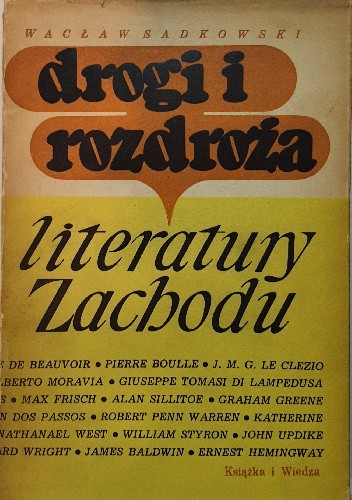 WACŁAW SADKOWSKI
drogi i
rozdroża
literatury
Zachodu
E DE BEAUVOIR • PIERRE BOULLE • J. M. G. LE CLEZIO
LBERTO MORAVIA • GIUSEPPE TOMASI DI LAMPEDUSA
S • MAX FRISCH • ALAN SILLITOE • GRAHAM GREENE
N DOS PASSOS • ROBERT PENN WARREN • KATHERINE
NATHANAEL WEST • WILLIAM STYRON • JOHN UPDIKE
ARD WRIGHT • JAMES BALDWIN • ERNEST HEMINGWAY
Książka i Wiedza